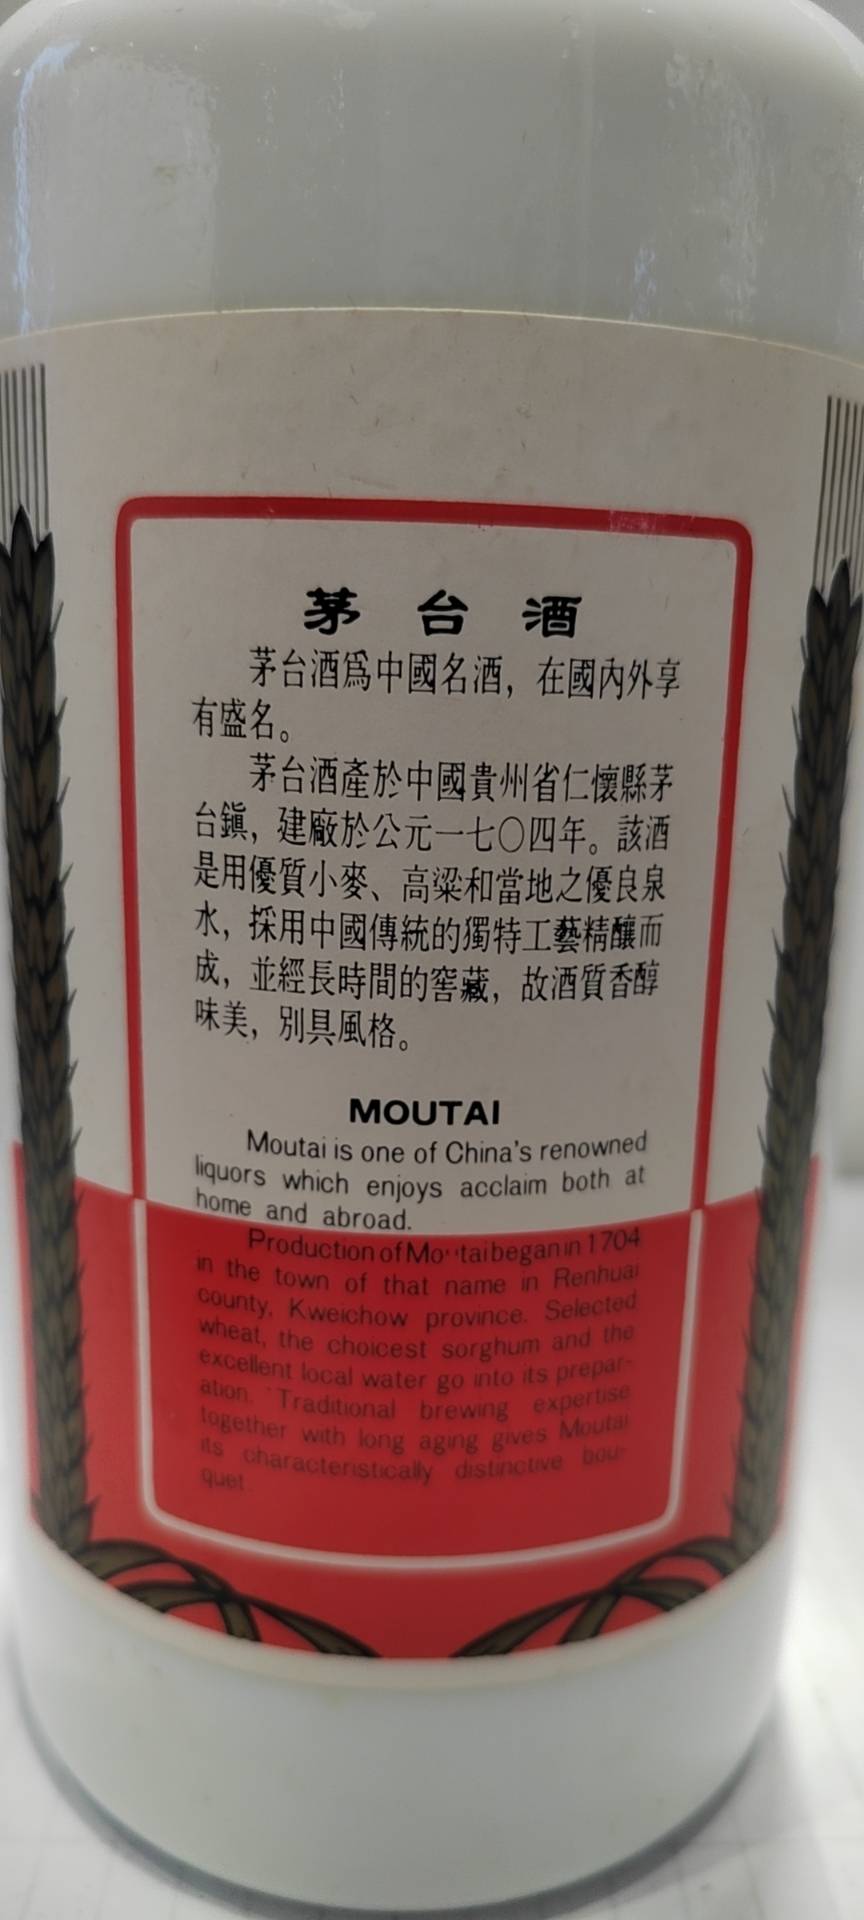 茅台酒
茅台酒爲中國名酒，在國內外享
有盛名。
茅台酒產於中國貴州省仁懷縣茅
台鎭，建廠於公元一七〇四年。該酒
是用優質小麥、高粱和當地之優良泉
水，採用中國傳統的獨特工藝精釀而
成，並經長時間的窖藏，故酒質香醇
味美，別具風格。
MOUTAI
Moutai is one of China's renowned
liquors which enjoys acclaim both at
home and abroad.
Production of Moutai began in 1704
in the town of that name in Renhuai
county, Kweichow province. Selected
wheat, the choicest sorghum and the
excellent local water go into its prepar-
ation. Traditional brewing expertise
together with long aging gives Moutai
its characteristically distinctive bou-
quet.